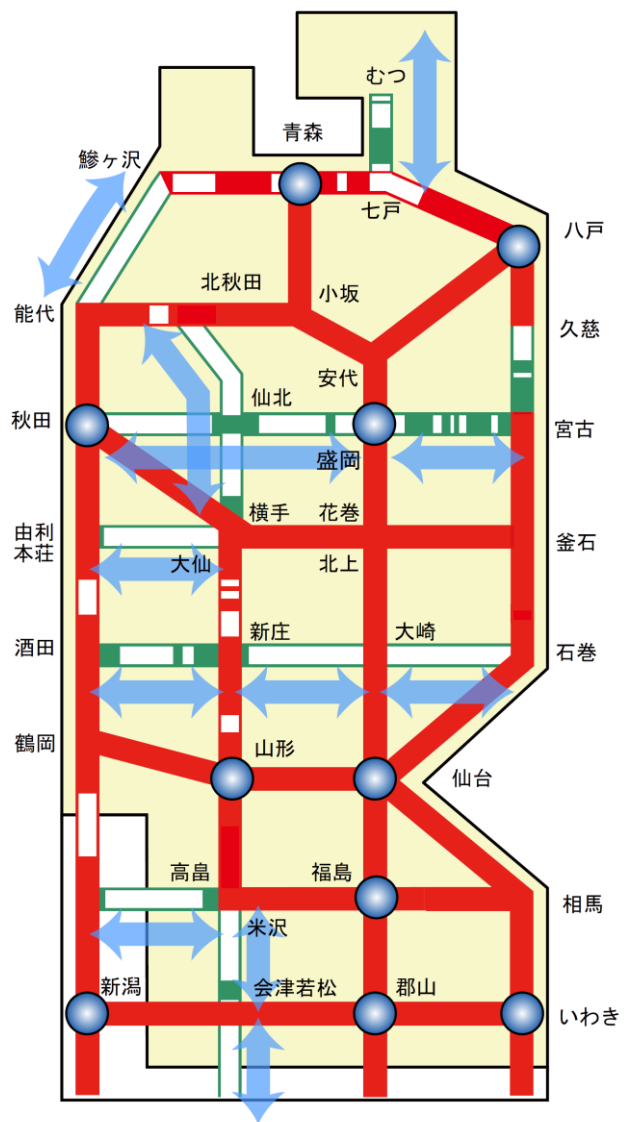 むつ
青森
鰺ヶ沢
七戸
八戸
北秋田
小坂
能代
久慈
安代
仙北
秋田
宮古
盛岡
横手
花巻
由利
本荘
釜石
大仙
北上
新庄
大崎
酒田
石巻
鶴岡
山形
仙台
高畠
福島
相馬
米沢
新潟
会津若松
郡山
いわき